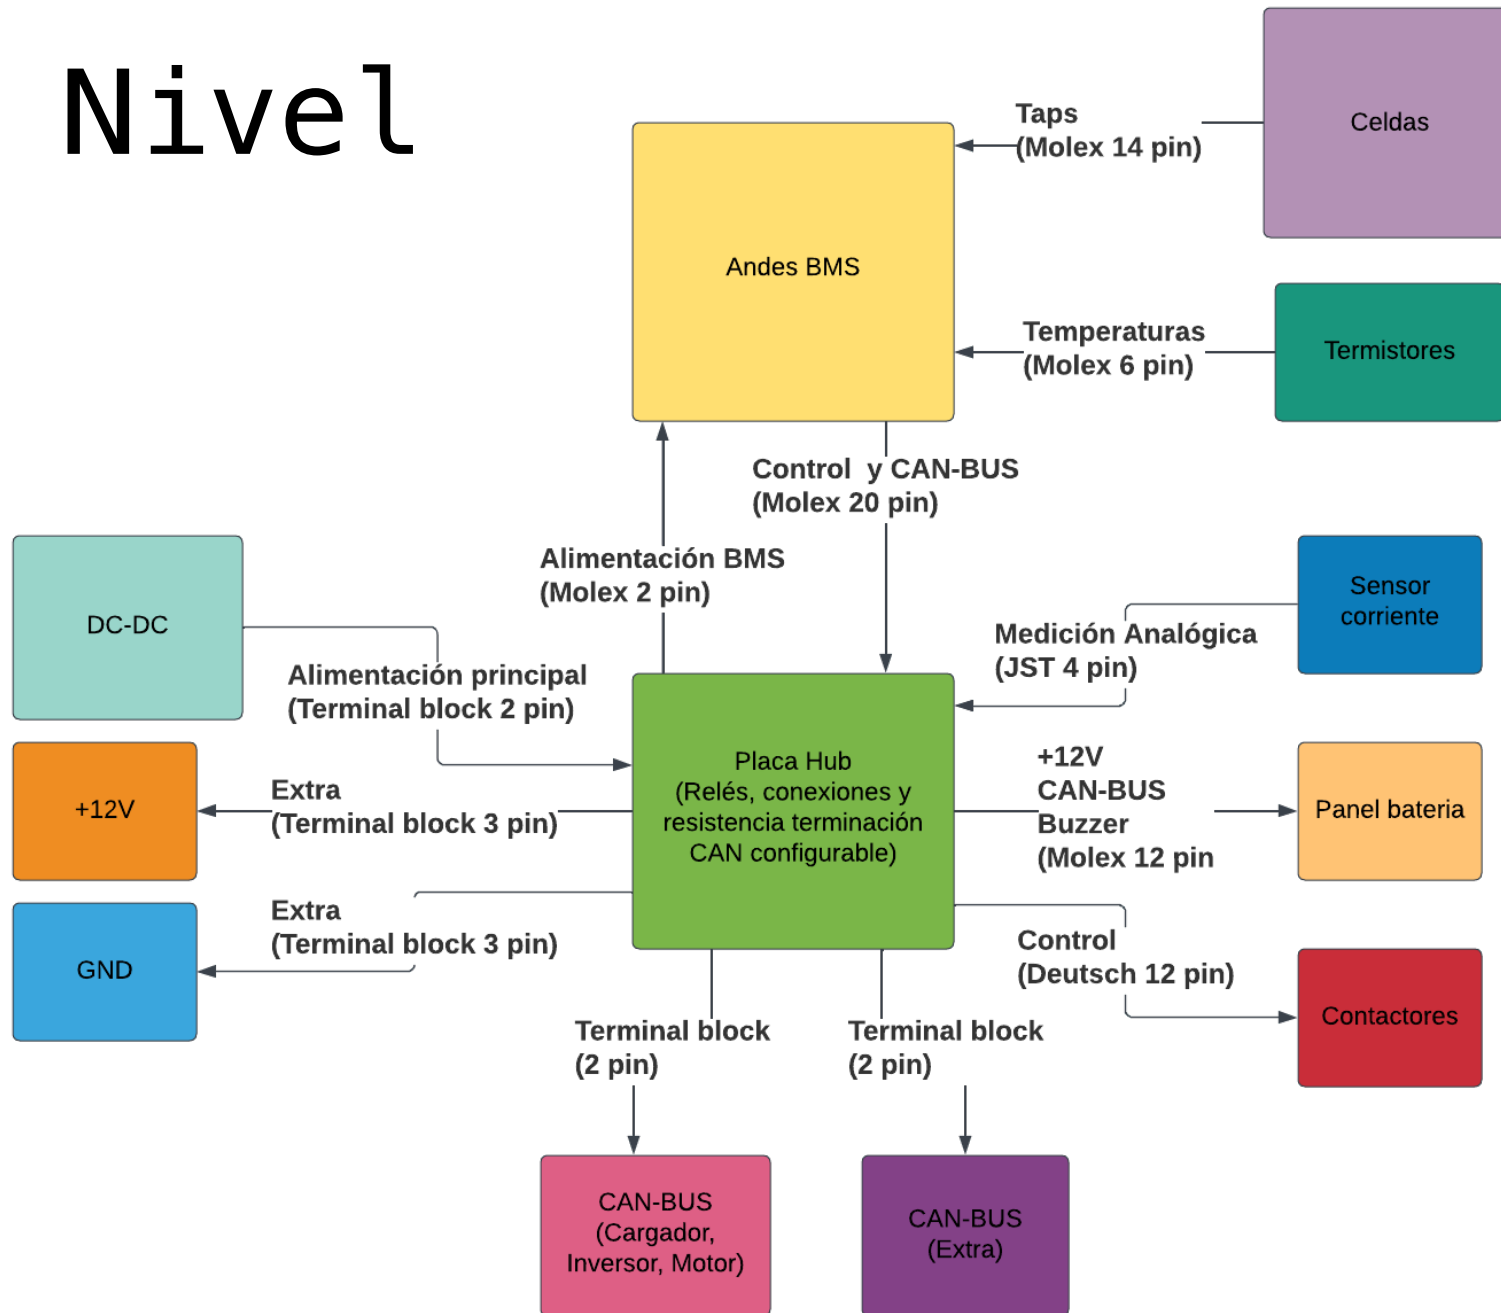 Nivel
Taps
(Molex 14 pin)
Celdas
Andes BMS
Temperaturas
(Molex 6 pin)
Termistores
Control  y CAN-BUS
(Molex 20 pin)
Alimentación BMS
(Molex 2 pin)
DC-DC
Alimentación principal
(Terminal block 2 pin)
Sensor
corriente
Medición Analógica
(JST 4 pin)
+12V
Extra
(Terminal block 3 pin)
Placa Hub
(Relés, conexiones y
resistencia terminación
CAN configurable)
+12V
CAN-BUS
Buzzer
(Molex 12 pin
Panel bateria
GND
Extra
(Terminal block 3 pin)
Control
(Deutsch 12 pin)
Contactores
Terminal block
(2 pin)
Terminal block
(2 pin)
CAN-BUS
(Cargador,
Inversor, Motor)
CAN-BUS
(Extra)